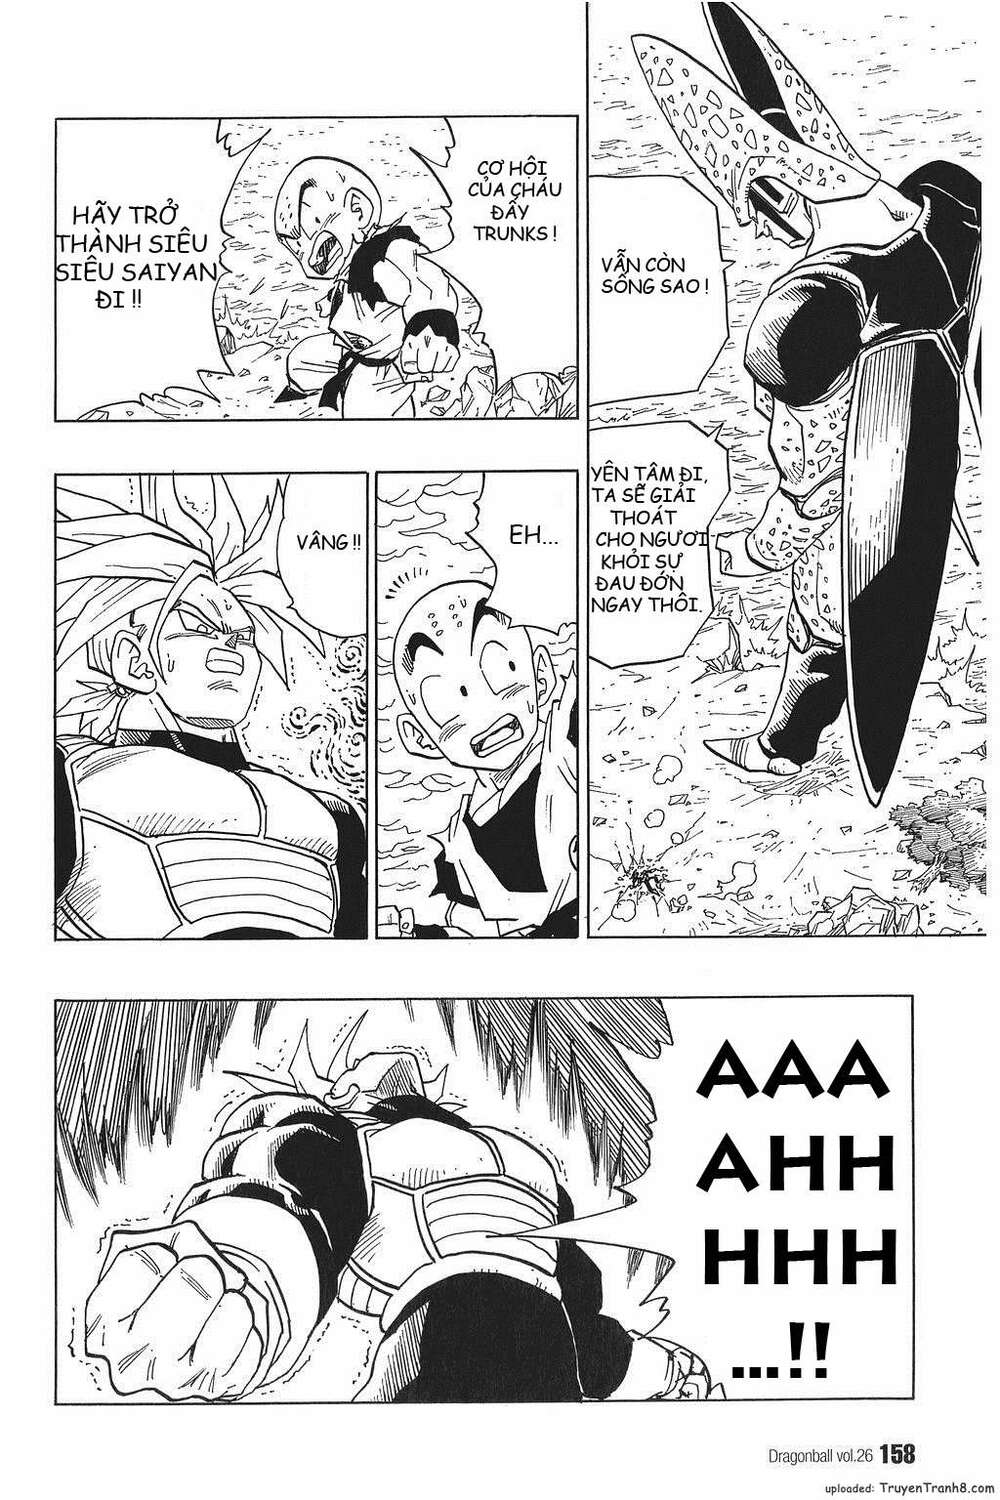 VẪN CÒN
SỐNG SAO !
YÊN TÂM ĐI,
TA SẼ GIẢI
THOÁT
CHO NGƯƠI
KHỎI SỰ
ĐAU ĐỚN
NGAY THÔI.
CƠ HỘI
CỦA CHÁU
ĐẤY
TRUNKS !
HÃY TRỞ
THÀNH SIÊU
SIÊU SAIYAN
ĐI !!
EH...
VÂNG !!
AAA
AHH
HHH
...!!
Dragonball vol.26 158
uploaded: TruyenTranh8.com